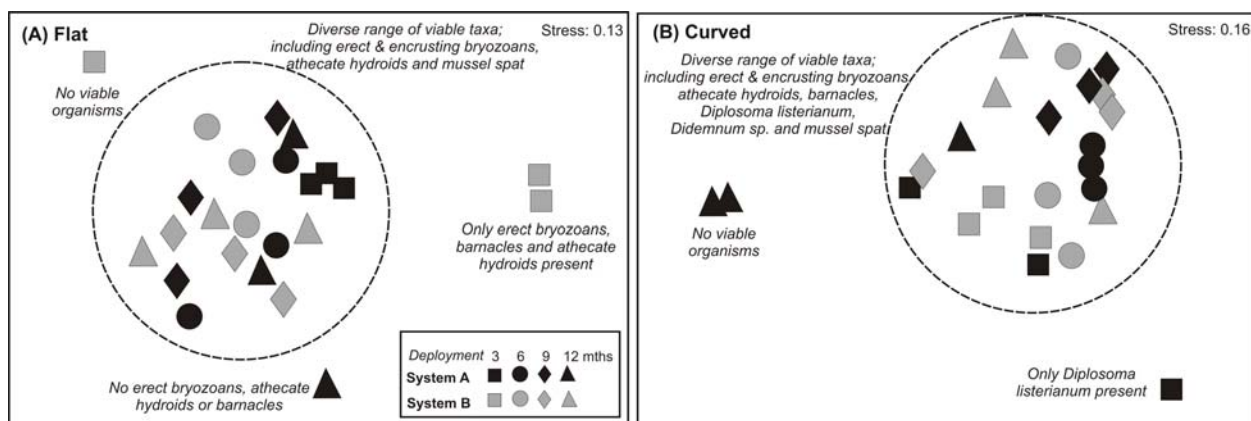 (A) Flat
Diverse range of viable taxa;
including erect & encrusting bryozoans,
athecate hydroids and mussel spat
Stress: 0.13
No viable
organisms
Only erect bryozoans,
barnacles and athecate
hydroids present
No erect bryozoans, athecate
hydroids or barnacles
Deployment 3 6 9 12 mths
System A
System B
(B) Curved
Stress: 0.16
Diverse range of viable taxa;
including erect & encrusting bryozoans
athecate hydroids, barnacles,
Diplosoma listerianum,
Didemnum sp. and mussel spat
No viable
organisms
Only Diplosoma
listerianum present